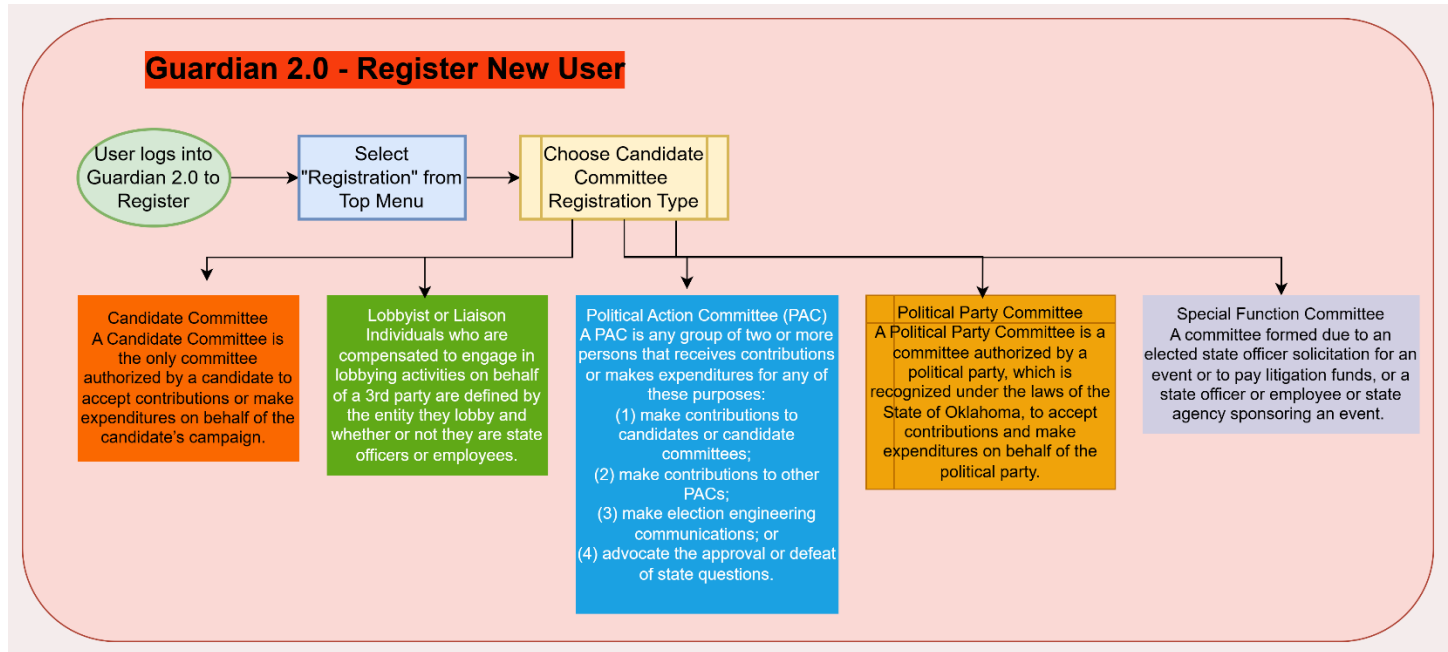 Guardian 2.0 - Register New User
User logs into
Guardian 2.0 to
Register
Select
"Registration" from
Top Menu
Choose Candidate
Committee
Registration Type
Candidate Committee
A Candidate Committee is
the only committee
authorized by a candidate to
accept contributions or make
expenditures on behalf of the
candidate’s campaign.
Lobbyist or Liaison
Individuals who are
compensated to engage in
lobbying activities on behalf
of a 3rd party are defined by
the entity they lobby and
whether or not they are state
officers or employees.
Political Action Committee (PAC)
A PAC is any group of two or more
persons that receives contributions
or makes expenditures for any of
these purposes:
(1) make contributions to
candidates or candidate
committees;
(2) make contributions to other
PACs;
(3) make election engineering
communications; or
(4) advocate the approval or defeat
of state questions.
Political Party Committee
A Political Party Committee is a
committee authorized by a
political party, which is
recognized under the laws of the
State of Oklahoma, to accept
contributions and make
expenditures on behalf of the
political party.
Special Function Committee
A committee formed due to an
elected state officer solicitation for an
event or to pay litigation funds, or a
state officer or employee or state
agency sponsoring an event.